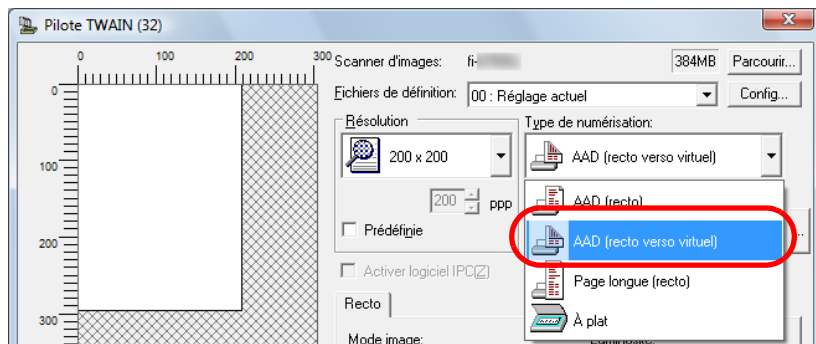 Pilote TWAIN (32)
0 100 200 300
Scanner d'images: fi- 384MB Parcourir...
0
Fichiers de définition: 00 : Réglage actuel Config...
Résolution
Type de numérisation:
200 x 200
AAD (recto verso virtuel)
100
200 ppp
AAD (recto)
Prédéfinie
AAD (recto verso virtuel)
...
200
Activer logiciel IPC(Z)
Page longue (recto)
Recto
À plat
300
Mode image:
Luminosité: